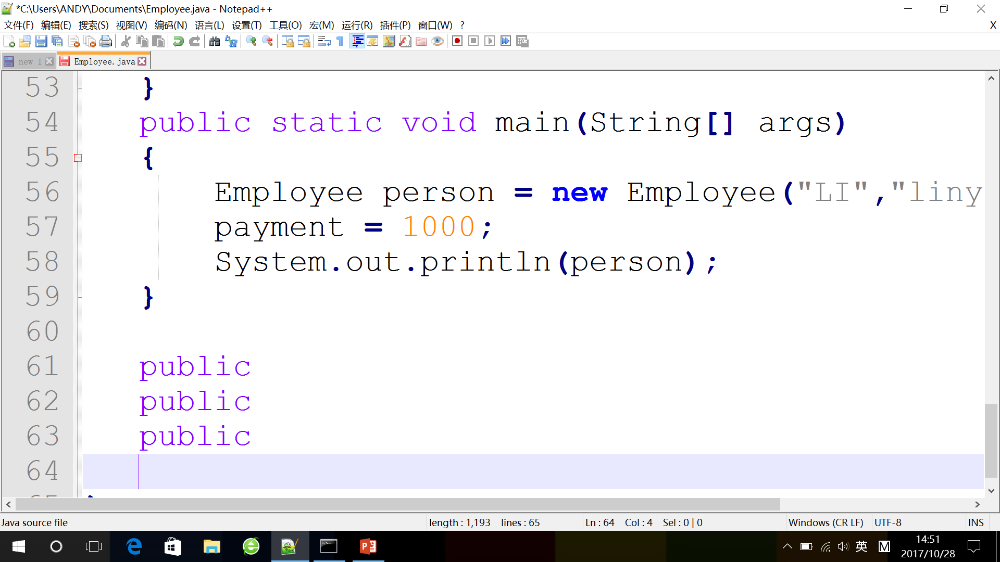 *C:\Users\ANDY\Documents\Employee.java - Notepad++
文件(F) 编辑(E) 搜索(S) 视图(V) 编码(N) 语言(L) 设置(T) 工具(O) 宏(M) 运行(R) 插件(P) 窗口(W) ? X
new 1 Employee.java
53 }
54 public static void main(String[] args)
55 {
56 Employee person = new Employee("LI","liny
57 payment = 1000;
58 System.out.println(person);
59 }
60
61 public
62 public
63 public
64
Java source file length : 1,193 lines : 65 Ln : 64 Col : 4 Sel : 0 | 0 Windows (CR LF) UTF-8 INS
英 M 14:51
2017/10/28